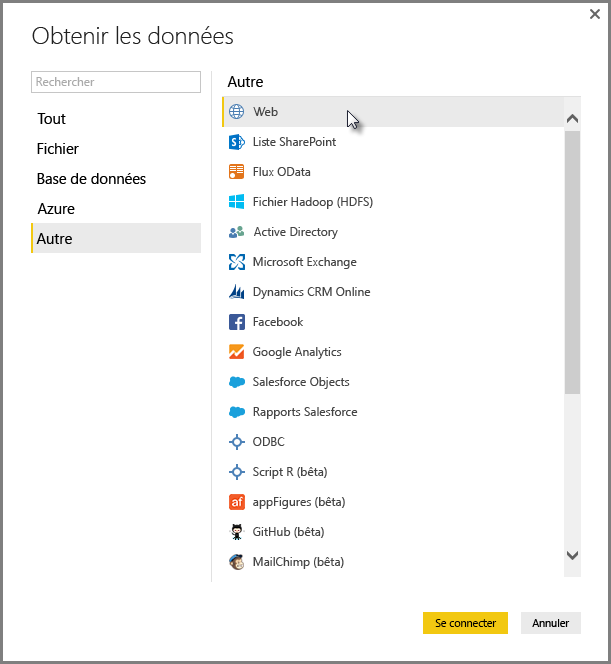 Obtenir les données
Rechercher
Tout
Fichier
Base de données
Azure
Autre
Autre
Web
Liste SharePoint
Flux OData
Fichier Hadoop (HDFS)
Active Directory
Microsoft Exchange
Dynamics CRM Online
Facebook
Google Analytics
Salesforce Objects
Rapports Salesforce
ODBC
Script R (bêta)
af appFigures (bêta)
GitHub (bêta)
MailChimp (bêta)
Se connecter
Annuler